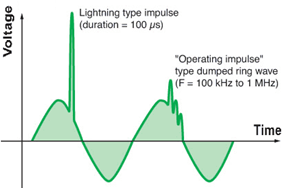 Voltage
Lightning type impulse
(duration = 100 µs)
"Operating impulse"
type dumped ring wave
(F = 100 kHz to 1 MHz)
Time